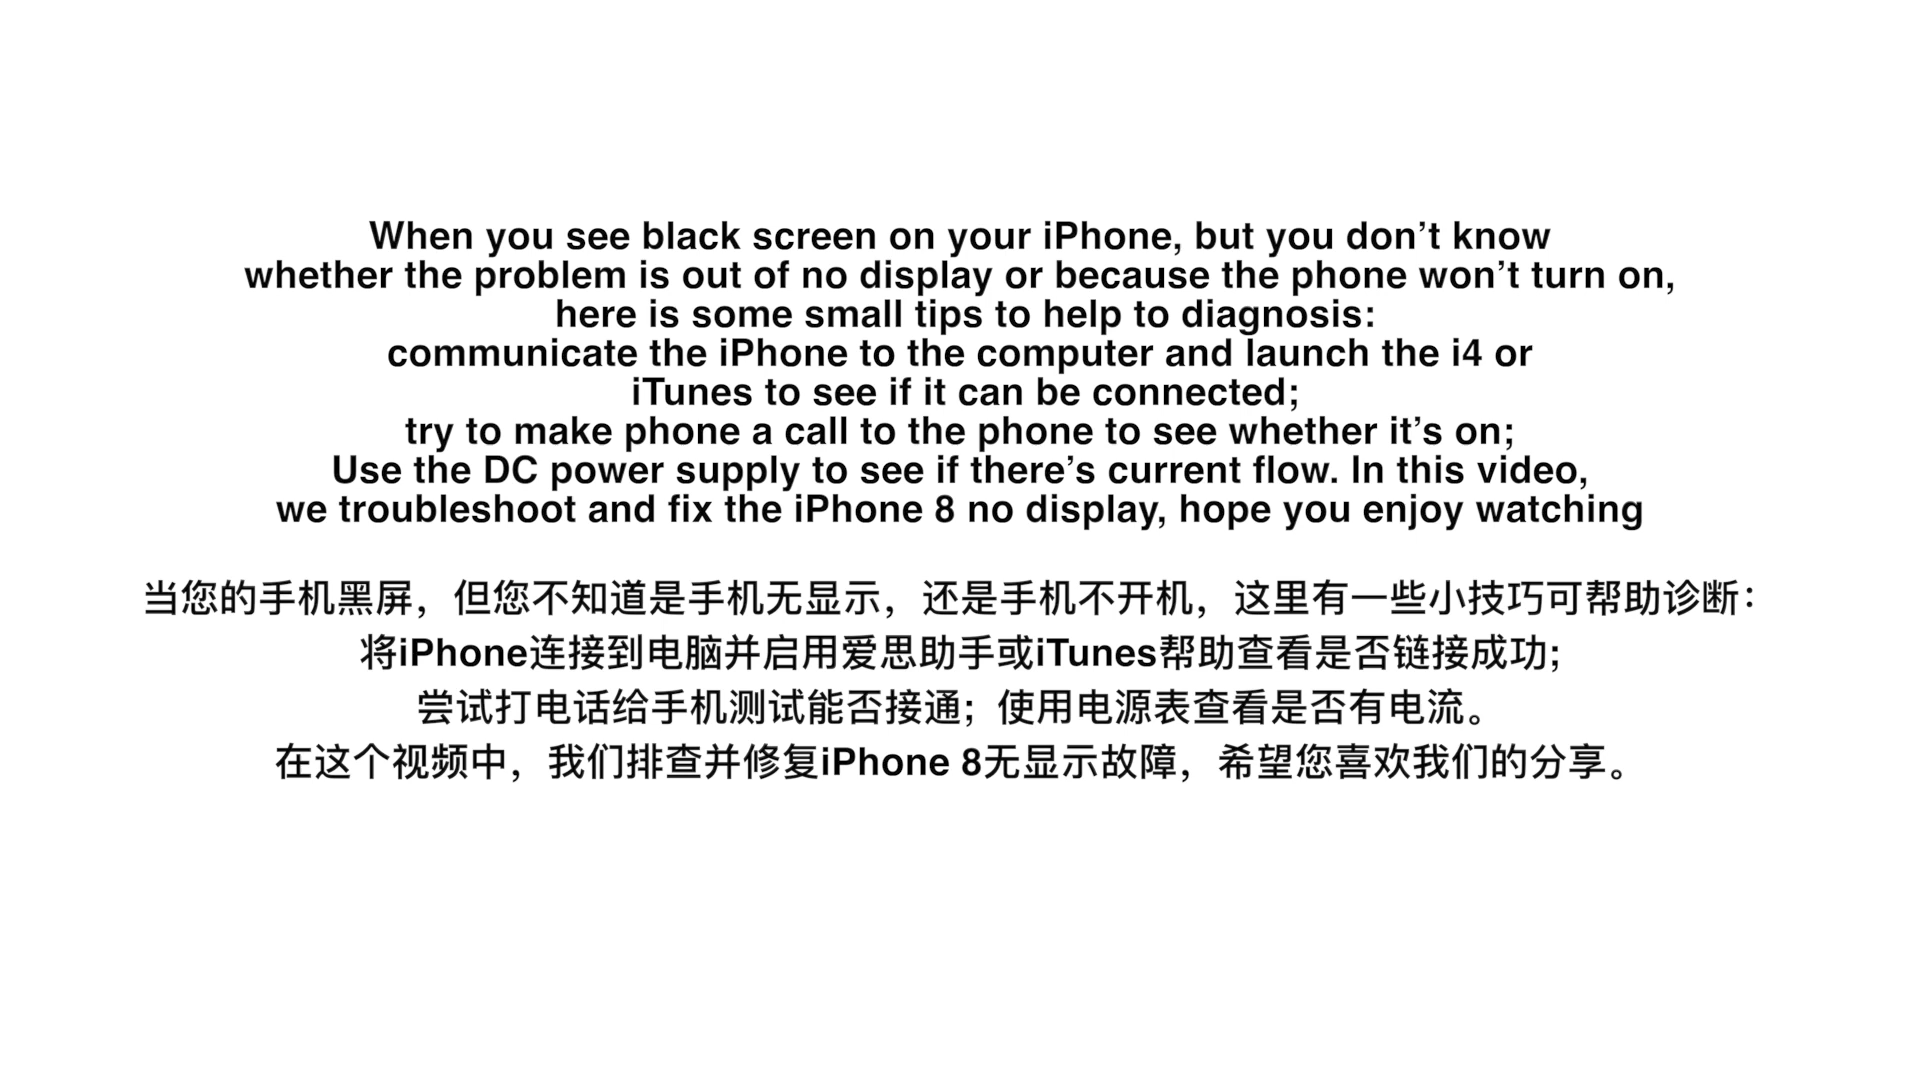 When you see black screen on your iPhone, but you don’t know
whether the problem is out of no display or because the phone won’t turn on,
here is some small tips to help to diagnosis:
communicate the iPhone to the computer and launch the i4 or
iTunes to see if it can be connected;
try to make phone a call to the phone to see whether it’s on;
Use the DC power supply to see if there’s current flow. In this video,
we troubleshoot and fix the iPhone 8 no display, hope you enjoy watching
当您的手机黑屏，但您不知道是手机无显示，还是手机不开机，这里有一些小技巧可帮助诊断：
将iPhone连接到电脑并启用爱思助手或iTunes帮助查看是否链接成功；
尝试打电话给手机测试能否接通；使用电源表查看是否有电流。
在这个视频中，我们排查并修复iPhone 8无显示故障，希望您喜欢我们的分享。